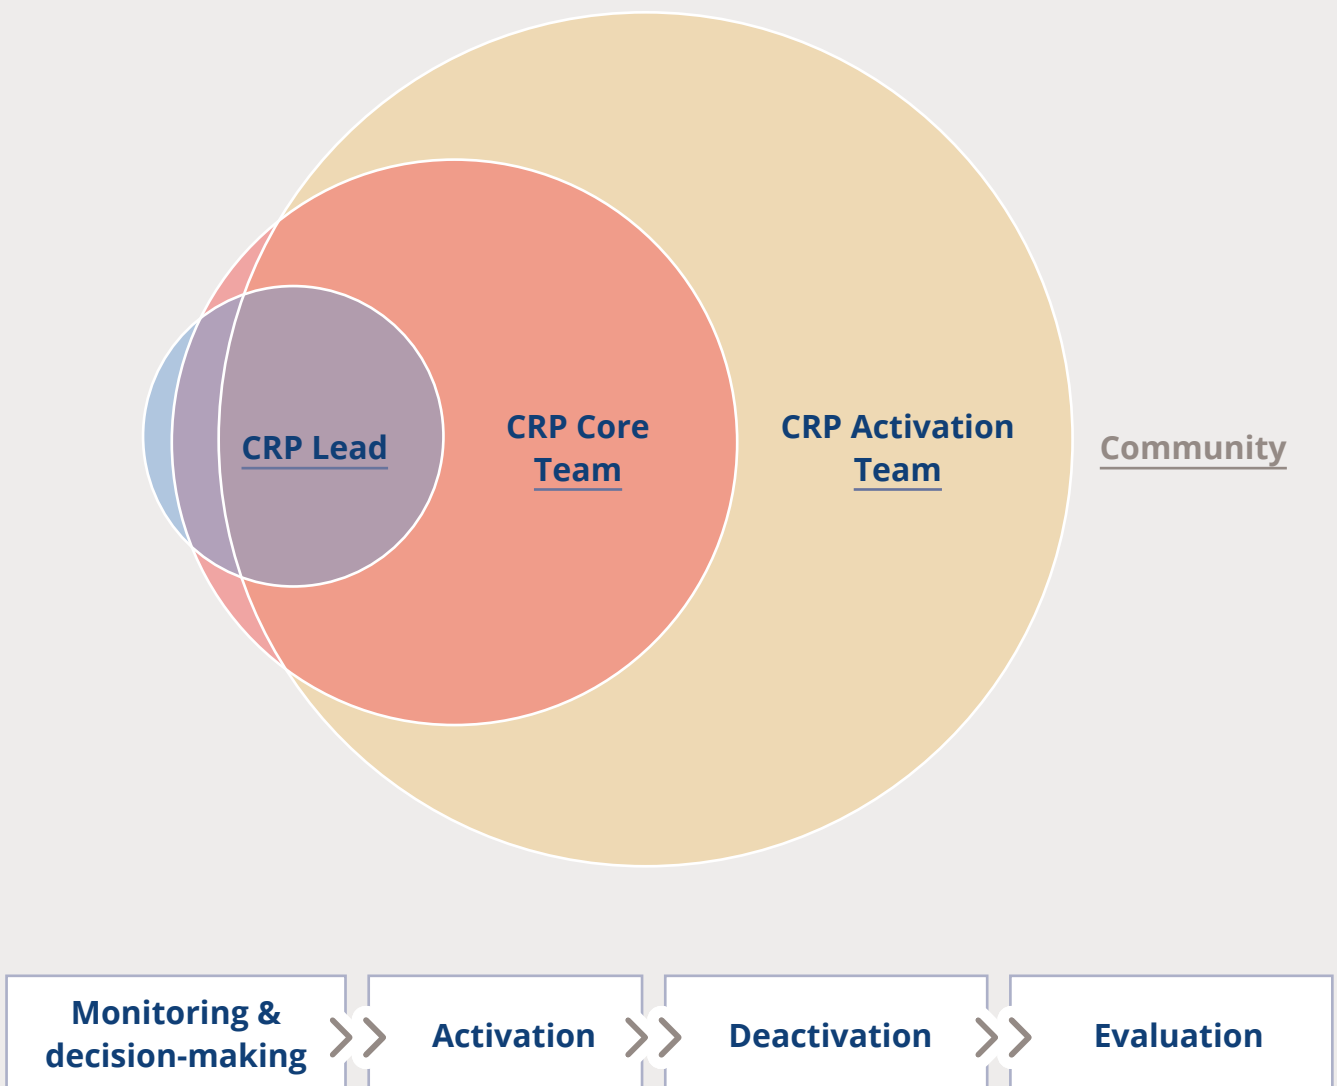 CRP Lead
CRP Core
Team
CRP Activation
Team
Community
Monitoring &
decision-making
Activation
Deactivation
Evaluation